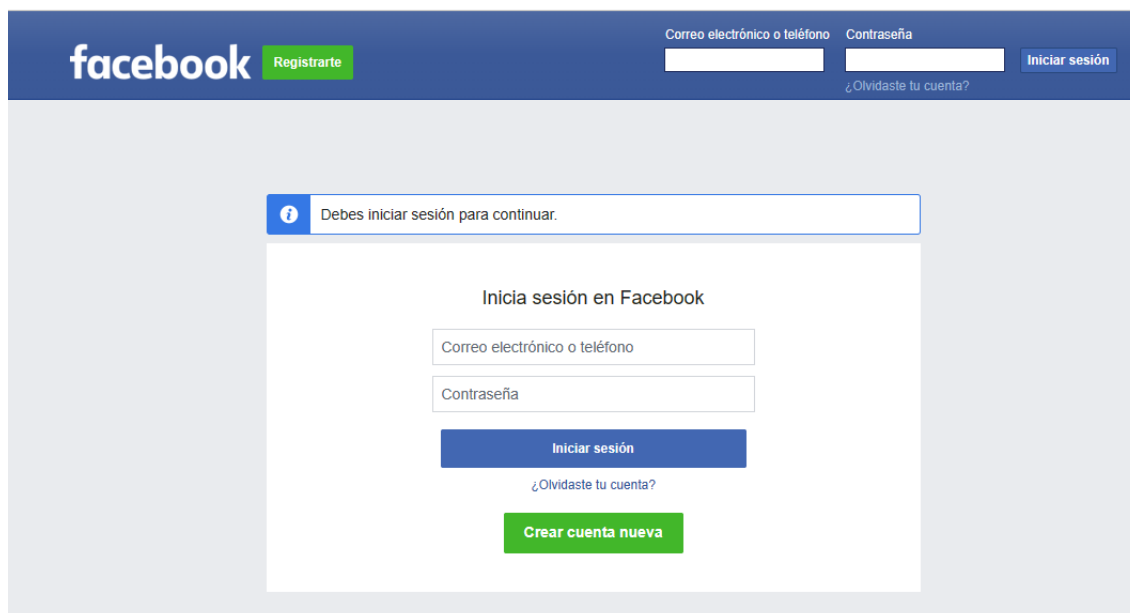 facebook Registrarte
Correo electrónico o teléfono Contraseña
Iniciar sesión
¿Olvidaste tu cuenta?
Debes iniciar sesión para continuar.
Inicia sesión en Facebook
Correo electrónico o teléfono
Contraseña
Iniciar sesión
¿Olvidaste tu cuenta?
Crear cuenta nueva